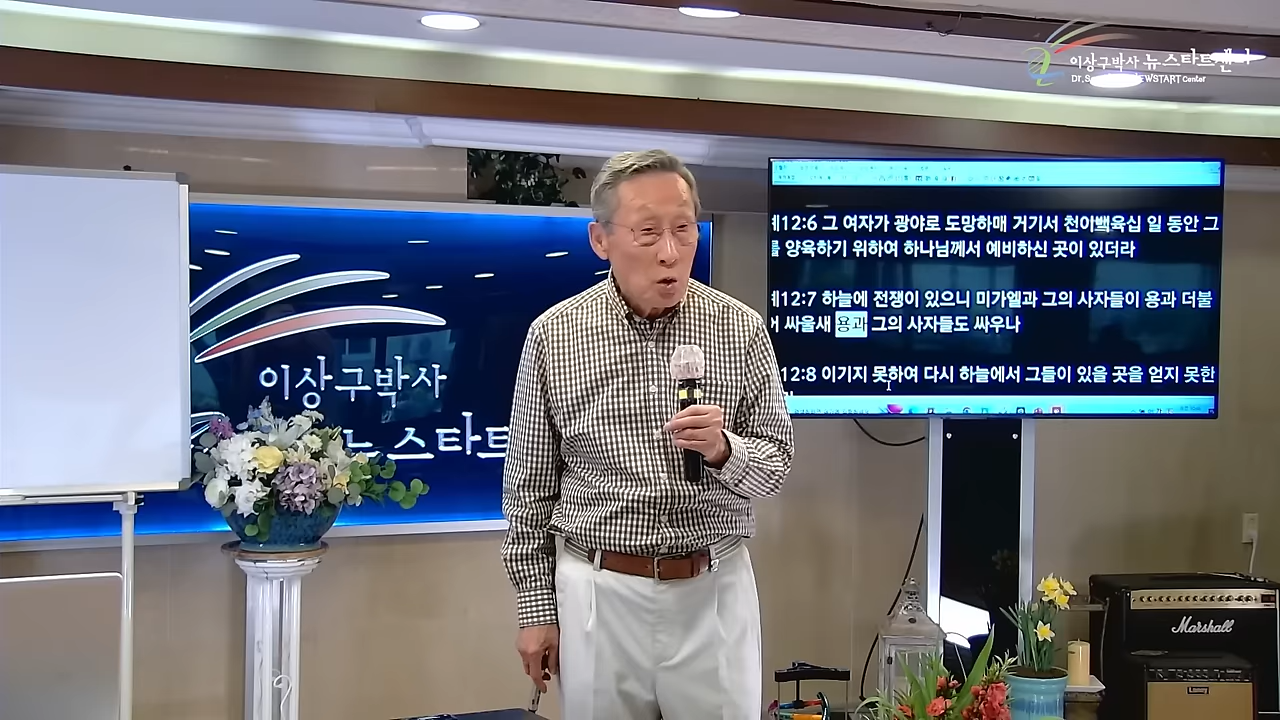 이상구박사 뉴스타트센터
Dr. S
NEWSTART Center
12:6 그 여자가 광야로 도망하매 거기서 천이백육십 일 동안 그
를 양육하기 위하여 하나님께서 예비하신 곳이 있더라
계12:7 하늘에 전쟁이 있으니 미가엘과 그의 사자들이 용과 더불
어 싸울새 용과 그의 사자들도 싸우나
12:8 이기지 못하여 다시 하늘에서 그들이 있을 곳을 얻지 못한
이상구박사
뉴스타트
Marshall
Laney